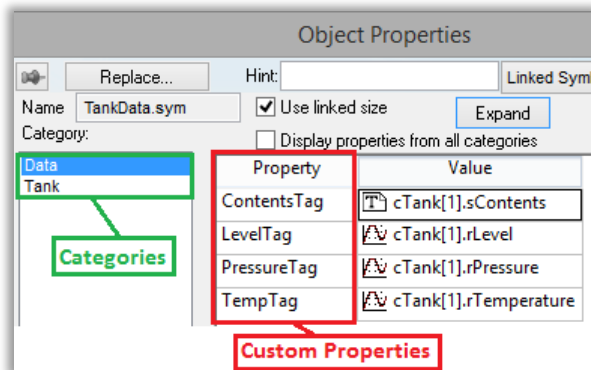 Object Properties
Replace...
Hint:
Linked Sym
Name
TankData.sym
Use linked size
Expand
Category:
Display properties from all categories
Data
Tank
Property
Value
ContentsTag
cTank[1].sContents
LevelTag
cTank[1].rLevel
PressureTag
cTank[1].rPressure
TempTag
cTank[1].rTemperature
Categories
Custom Properties